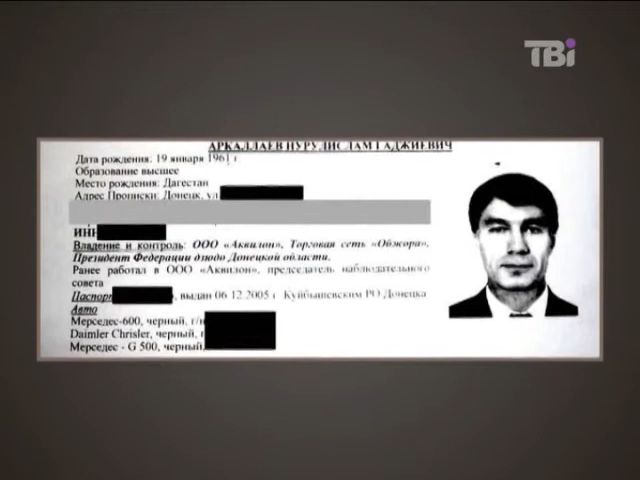 ТВі
АРКАЛЛАЕВ НУРУЛИСЛАМ ГАДЖИЕВИЧ
Дата рождения: 19 января 1961 г
Образование высшее
Место рождения: Дагестан
Адрес Прописки: Донецк, ул
ИНН
Владение и контроль: ООО «Аквилон», Торговая сеть «Обжора»,
Президент Федерации дзюдо Донецкой области.
Ранее работал в ООО «Аквилон», председатель наблюдательного
совета
Паспорт выдан 06.12.2005 г Куйбышевским РО Донецка
Авто
Мерседес-600, черный, г/н
Daimler Chrisler, черный, г
Мерседес - G 500, черный,